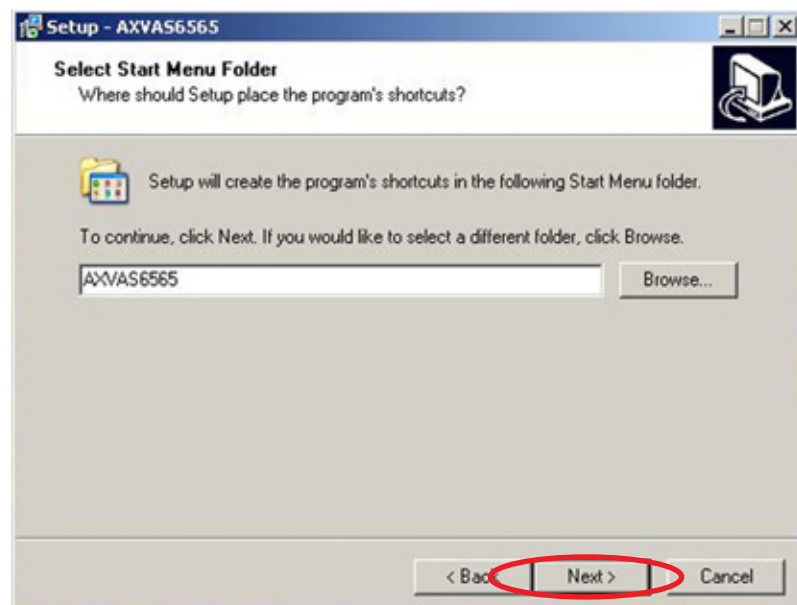 Setup - AXVAS6565
Select Start Menu Folder
Where should Setup place the program's shortcuts?
Setup will create the program's shortcuts in the following Start Menu folder.
To continue, click Next. If you would like to select a different folder, click Browse.
AXVAS6565
Browse...
< Back
Next >
Cancel